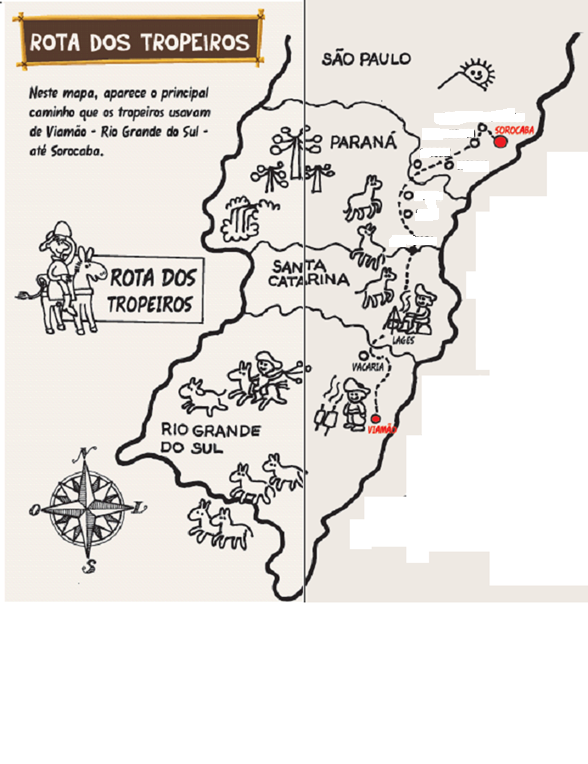 ROTA DOS TROPEIROS
Neste mapa, aparece o principal
caminho que os tropeiros usavam
de Viamão - Rio Grande do Sul -
até Sorocaba.
SÃO PAULO
SOROCABA
PARANÁ
SANTA
CATARINA
ROTA DOS
TROPEIROS
LAGES
VACARIA
VIAMÃO
RIO GRANDE
DO SUL
N
O
L
S